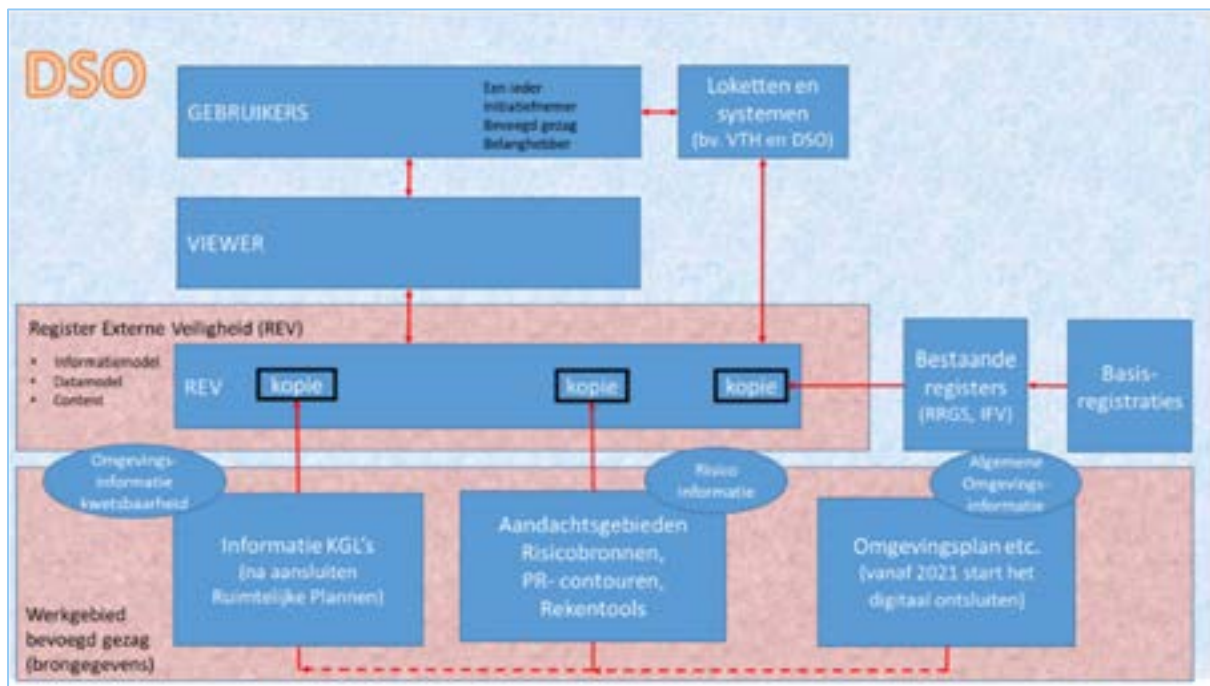 DSO
GEBRUIKERS
Een ieder
Initiatiefnemer
Bevoegd gezag
Belanghebber
Loketten en
systemen
(bv. VTH en DSO)
VIEWER
Register Externe Veiligheid (REV)
• Informatiemodel
• Datamodel
• Content
REV
kopie
kopie
kopie
Bestaande
registers
(RRGS, IFV)
Basis-
registraties
Omgevings-
informatie
kwetsbaarheid
Risico
informatie
Algemene
Omgevings-
informatie
Informatie KGL's
(na aansluiten
Ruimtelijke Plannen)
Aandachtsgebieden
Risicobronnen,
PR- contouren,
Rekentools
Omgevingsplan etc.
(vanaf 2021 start het
digitaal ontsluiten)
Werkgebied
bevoegd gezag
(brongegevens)